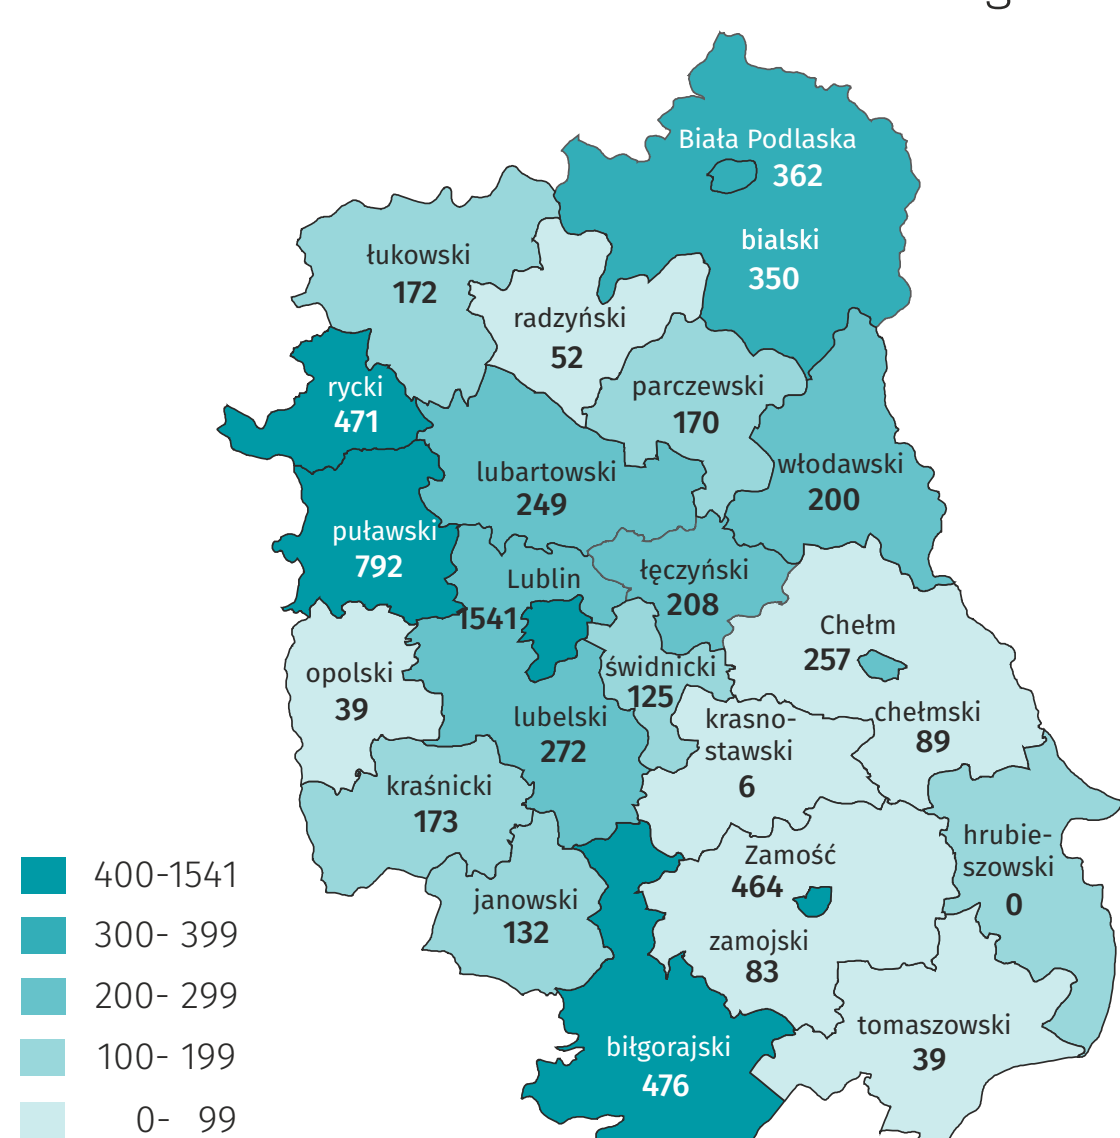 Biała Podlaska
362
bialski
350
łukowski
172
radzyński
52
rycki
471
parczewski
170
lubartowski
249
włodawski
200
puławski
792
Lublin
1541
łęczyński
208
Chełm
257
opolski
39
świdnicki
125
lubelski
272
krasno-
stawski
6
chełmski
89
kraśnicki
173
hrubie-
szowski
0
Zamość
464
janowski
132
zamojski
83
tomaszowski
39
biłgorajski
476
400-1541
300- 399
200- 299
100- 199
0- 99